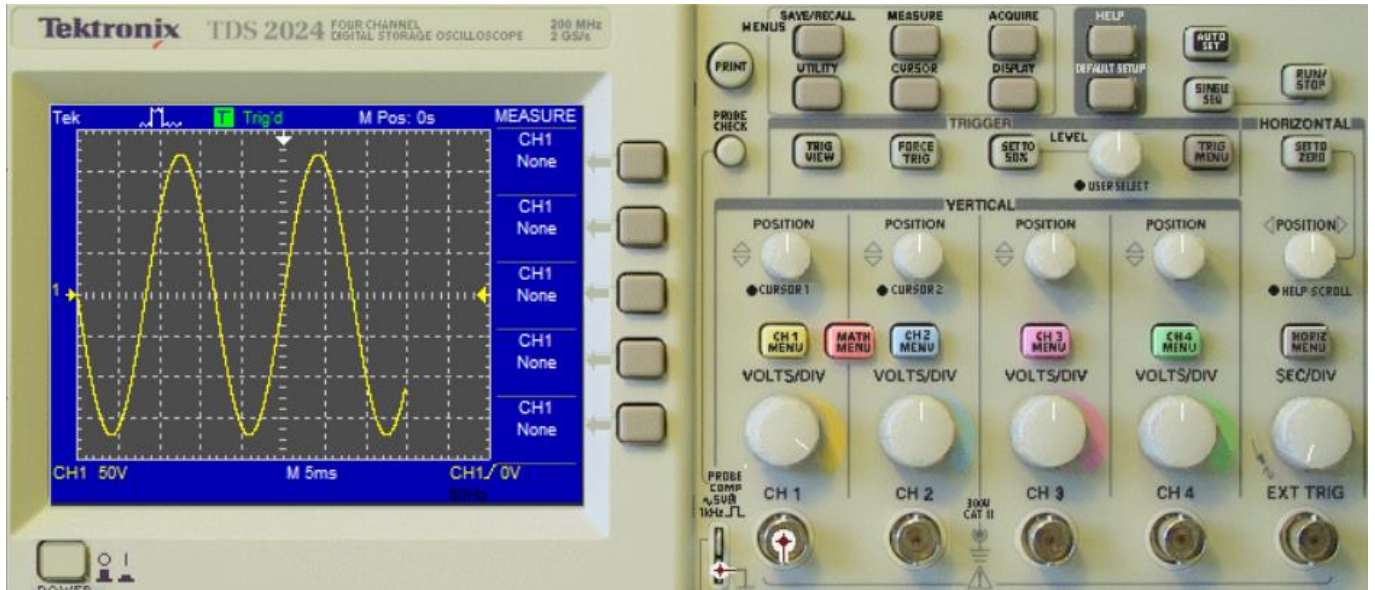 Tektronix TDS 2024 FOUR CHANNEL DIGITAL STORAGE OSCILLOSCOPE 200 MHz 2 GS/s
Tek T Trig'd M Pos: 0s MEASURE
CH1
None
CH1
None
CH1
None
CH1
None
CH1
None
1
CH1 50V M 5ms CH1 0V
POWER
MENUS
SAVE/RECALL MEASURE ACQUIRE HELP
AUTO SET
PRINT
UTILITY CURSOR DISPLAY DEFAULT SETUP
SINGLE SEQ
RUN/STOP
PROBE CHECK
TRIGGER
TRIG VIEW
FORCE TRIG
SET TO 50%
LEVEL
USER SELECT
TRIG MENU
HORIZONTAL
SET TO ZERO
VERTICAL
POSITION POSITION POSITION POSITION POSITION
CURSOR 1 CURSOR 2 HELP SCROLL
CH 1 MENU
MATH MENU
CH 2 MENU
CH 3 MENU
CH 4 MENU
HORIZ MENU
VOLTS/DIV VOLTS/DIV VOLTS/DIV VOLTS/DIV SEC/DIV
PROBE COMP
~5V@
1kHz
CH 1 CH 2 CH 3 CH 4 EXT TRIG
300V
CAT II